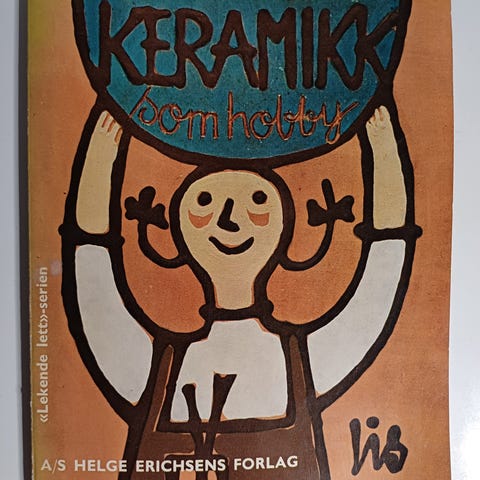 KERAMIKK
som hobby
«Lekende lett»-serien
lis
A/S HELGE ERICHSENS FORLAG